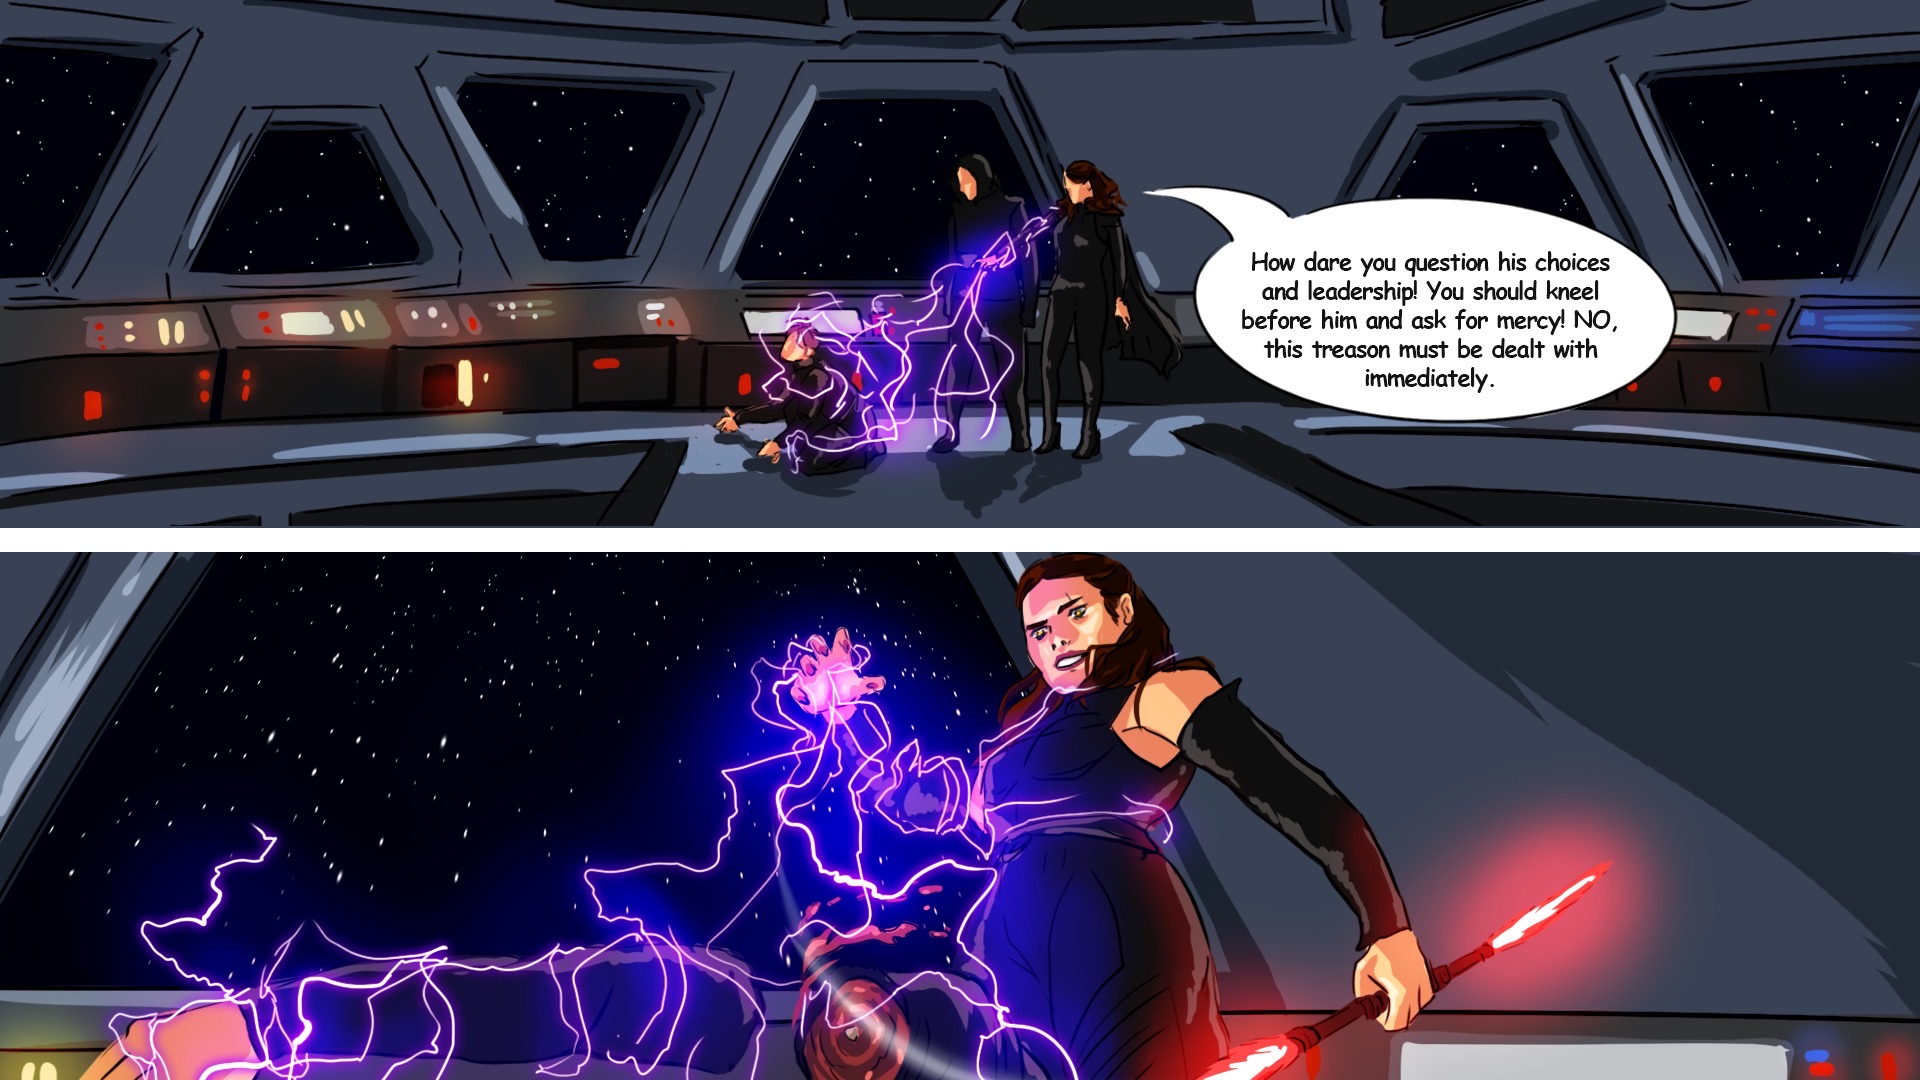 How dare you question his choices
and leadership! You should kneel
before him and ask for mercy! NO,
this treason must be dealt with
immediately.